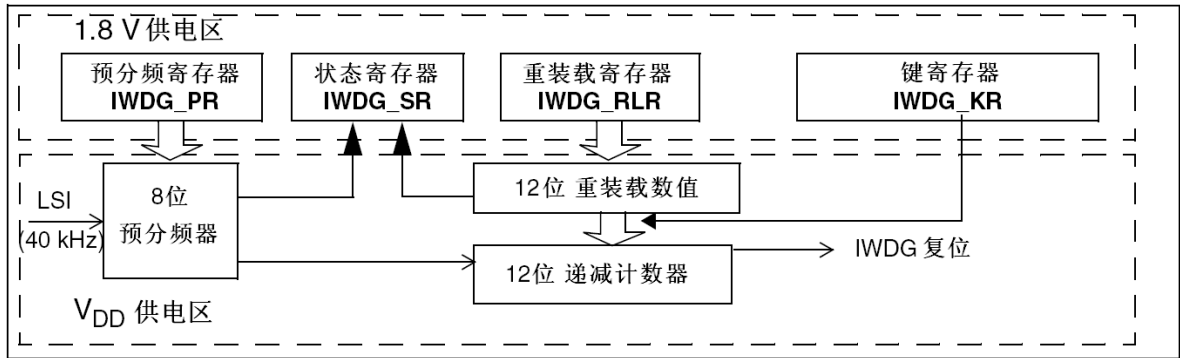 1.8 V 供电区
预分频寄存器
IWDG_PR
状态寄存器
IWDG_SR
重装载寄存器
IWDG_RLR
键寄存器
IWDG_KR
LSI
(40 kHz)
8位
预分频器
12位 重装载数值
12位 递减计数器
IWDG 复位
VDD 供电区